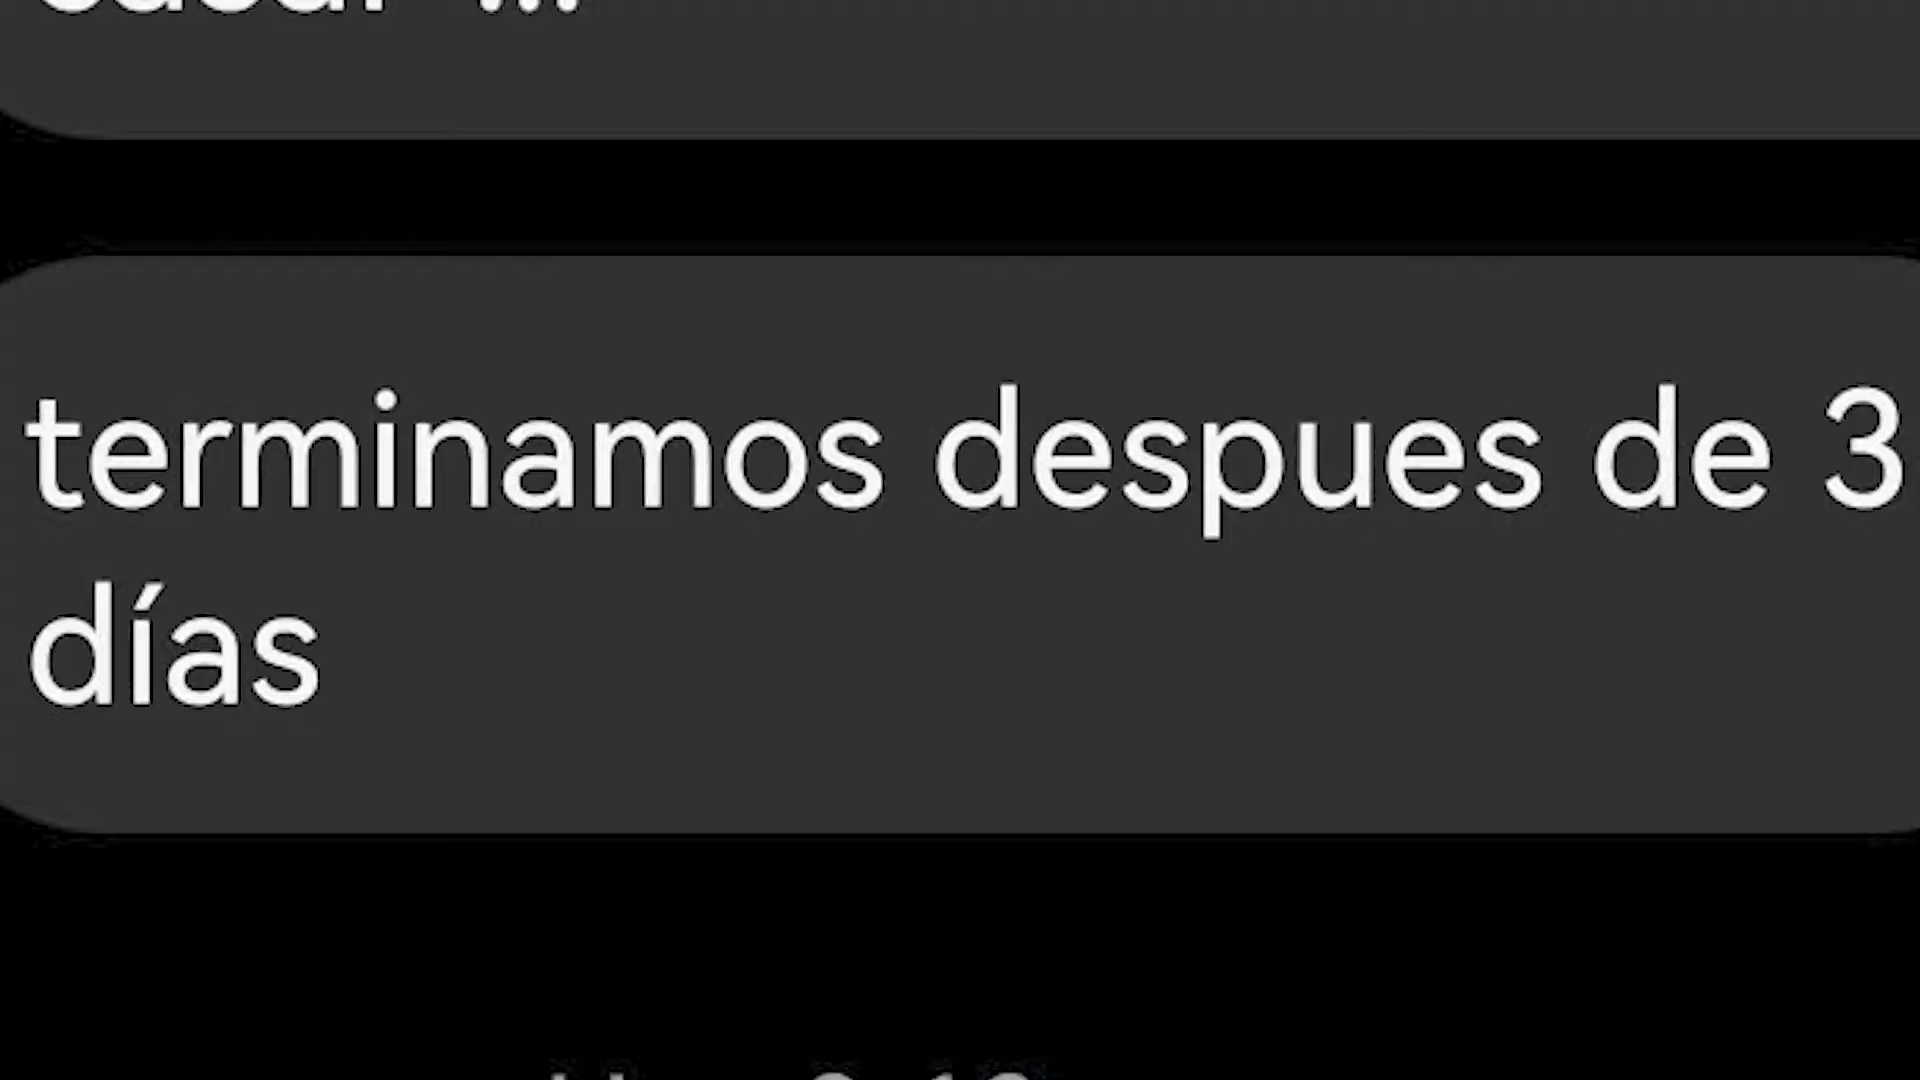 terminamos despues de 3
días